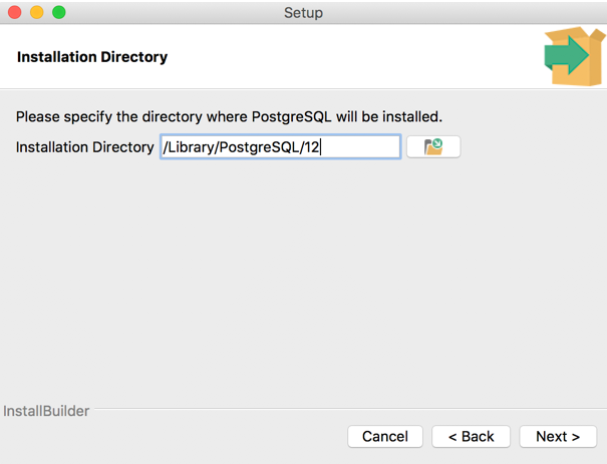 Setup
Installation Directory
Please specify the directory where PostgreSQL will be installed.
Installation Directory /Library/PostgreSQL/12
InstallBuilder
Cancel < Back Next >